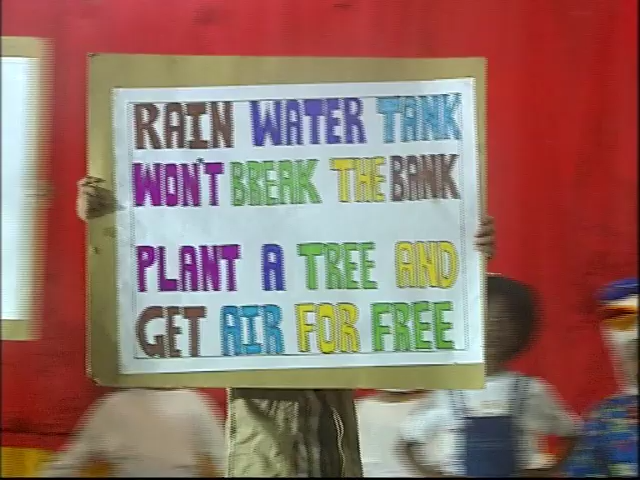 RAIN WATER TANK
WON'T BREAK THE BANK
PLANT A TREE AND
GET AIR FOR FREE